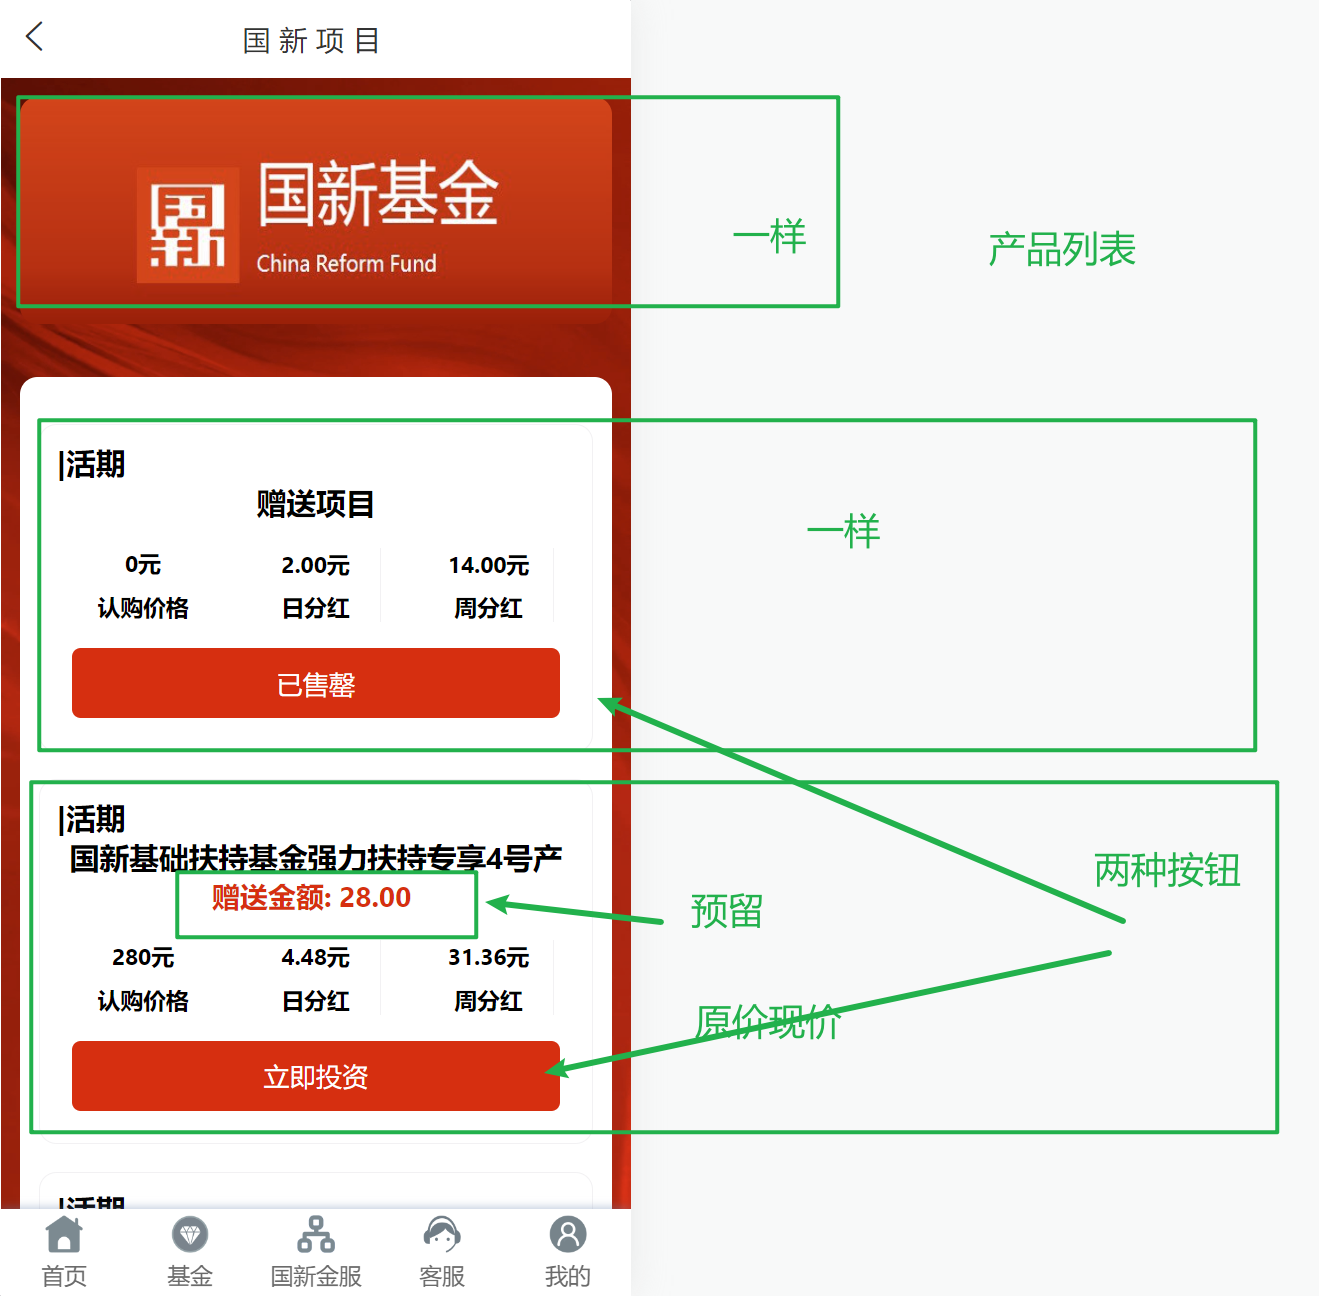 国新项目
国新
国新基金
China Reform Fund
一样
产品列表
|活期
赠送项目
0元 2.00元 14.00元
认购价格 日分红 周分红
已售罄
一样
|活期
国新基础扶持基金强力扶持专享4号产
赠送金额: 28.00
预留
两种按钮
280元 4.48元 31.36元
认购价格 日分红 周分红
原价现价
立即投资
|活期
首页 基金 国新金服 客服 我的